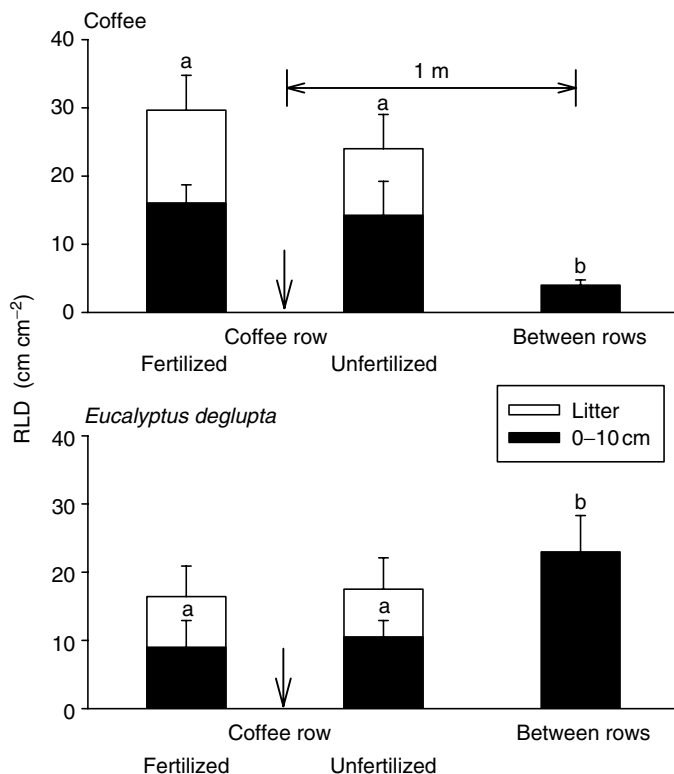 Coffee
40
30
20
10
0
a
a
b
1 m
Coffee row
Between rows
Fertilized
Unfertilized
RLD (cm cm⁻²)
Litter
0–10 cm
Eucalyptus deglupta
40
30
20
10
0
a
a
b
Coffee row
Between rows
Fertilized
Unfertilized